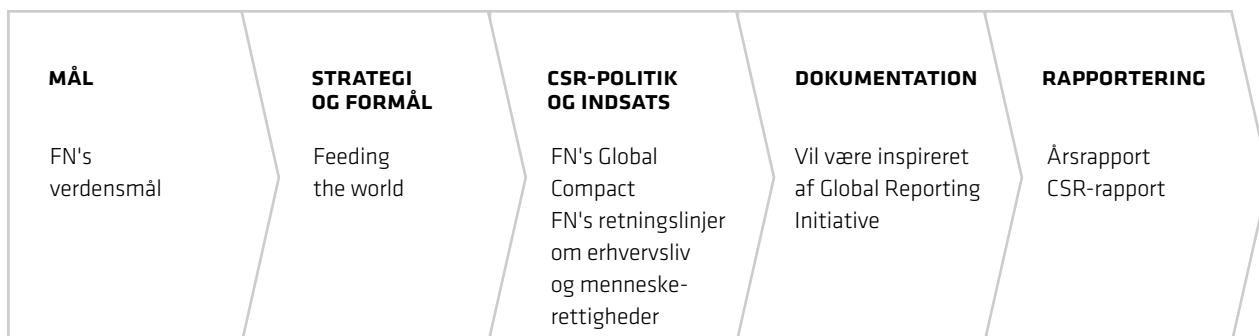 MÅL
FN's
verdensmål
STRATEGI
OG FORMÅL
Feeding
the world
CSR-POLITIK
OG INDSATS
FN's Global
Compact
FN's retningslinjer
om erhvervsliv
og menneske-
rettigheder
DOKUMENTATION
Vil være inspireret
af Global Reporting
Initiative
RAPPORTERING
Årsrapport
CSR-rapport